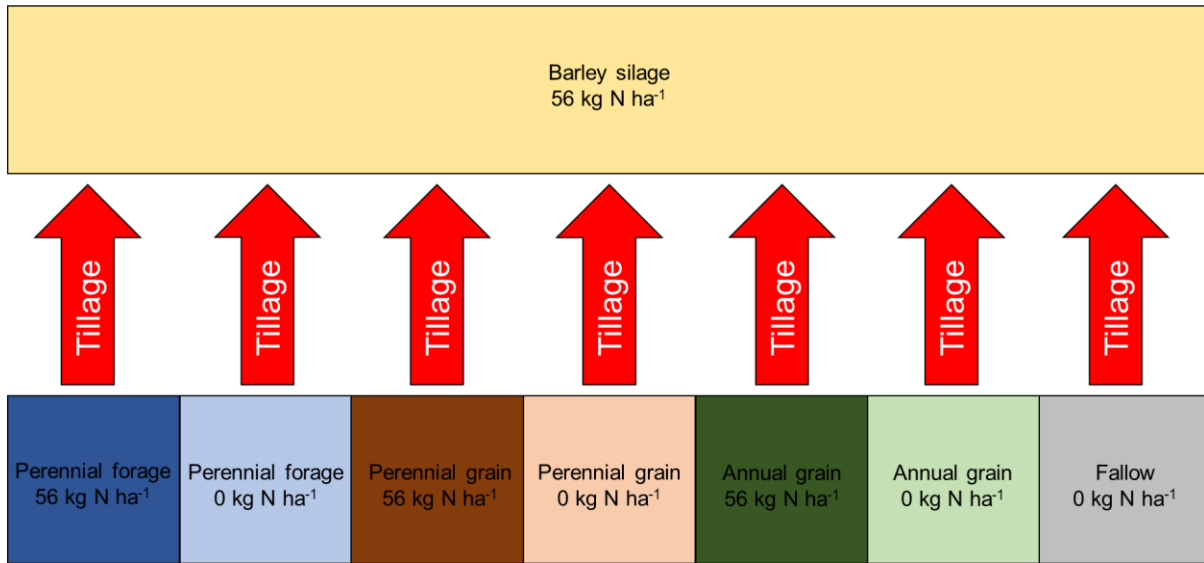 Barley silage
56 kg N ha⁻¹
Tillage
Tillage
Tillage
Tillage
Tillage
Tillage
Tillage
Perennial forage
56 kg N ha⁻¹
Perennial forage
0 kg N ha⁻¹
Perennial grain
56 kg N ha⁻¹
Perennial grain
0 kg N ha⁻¹
Annual grain
56 kg N ha⁻¹
Annual grain
0 kg N ha⁻¹
Fallow
0 kg N ha⁻¹